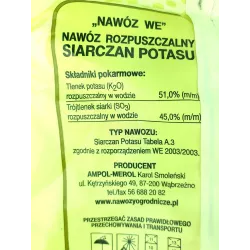 „NAWÓZ WE"
NAWÓZ ROZPUSZCZALNY
SIARCZAN POTASU
Składniki pokarmowe:
Tlenek potasu (K₂O)
rozpuszczalny w wodzie 51,0% (m/m)
Trójtlenek siarki (SO₃)
rozpuszczalny w wodzie 45,0% (m/m)
TYP NAWOZU:
Siarczan Potasu Tabela A.3
zgodnie z rozporządzeniem WE 2003/2003.
PRODUCENT
AMPOL-MEROL Karol Smoleński
ul. Kętrzyńskiego 49, 87-200 Wąbrzeźno
tel./fax 56 688 20 82
www.nawozyogrodnicze.pl
PRZESTRZEGAĆ ZASAD PRAWIDŁOWEGO
PRZECHOWYWANIA I TRANSPORTU